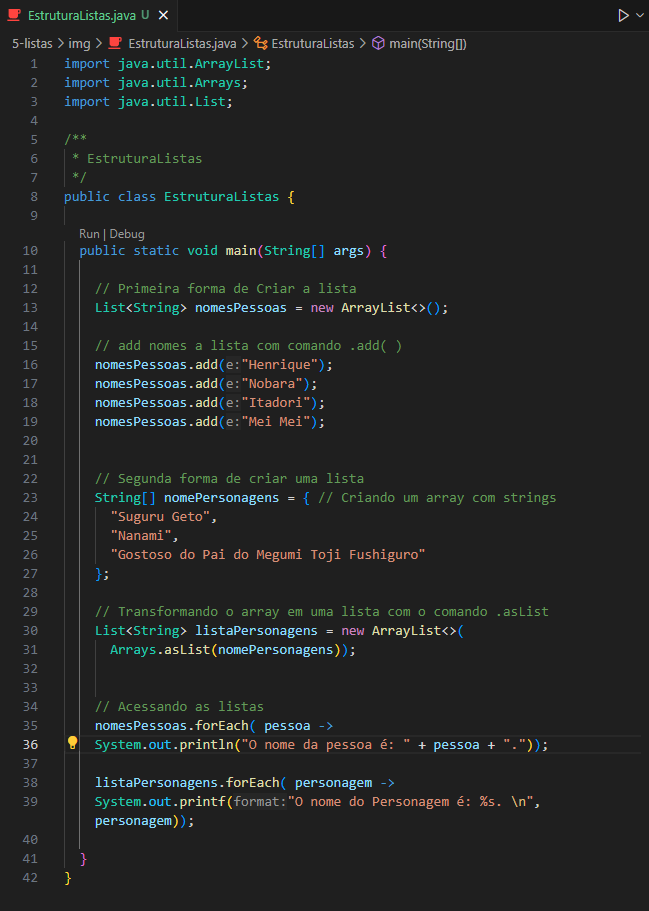 EstruturaListas.java U
5-listas > img > EstruturaListas.java > EstruturaListas > main(String[])
1 import java.util.ArrayList;
2 import java.util.Arrays;
3 import java.util.List;
4
5 /**
6  * EstruturaListas
7  */
8 public class EstruturaListas {
9
Run | Debug
10   public static void main(String[] args) {
11
12     // Primeira forma de Criar a lista
13     List<String> nomesPessoas = new ArrayList<>();
14
15     // add nomes a lista com comando .add( )
16     nomesPessoas.add(e:"Henrique");
17     nomesPessoas.add(e:"Nobara");
18     nomesPessoas.add(e:"Itadori");
19     nomesPessoas.add(e:"Mei Mei");
20
21
22     // Segunda forma de criar uma lista
23     String[] nomePersonagens = { // Criando um array com strings
24       "Suguru Geto",
25       "Nanami",
26       "Gostoso do Pai do Megumi Toji Fushiguro"
27     };
28
29     // Transformando o array em uma lista com o comando .asList
30     List<String> listaPersonagens = new ArrayList<>(
31       Arrays.asList(nomePersonagens));
32
33
34     // Acessando as listas
35     nomesPessoas.forEach( pessoa ->
36     System.out.println("O nome da pessoa é: " + pessoa + "."));
37
38     listaPersonagens.forEach( personagem ->
39     System.out.printf(format:"O nome do Personagem é: %s. \n",
personagem));
40
41   }
42 }